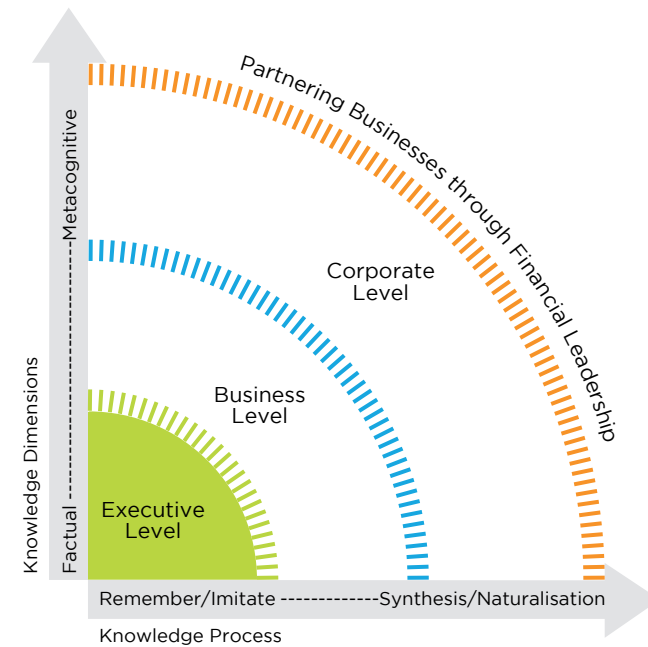 Partnering Businesses through Financial Leadership
Corporate
Level
Business
Level
Executive
Level
Knowledge Dimensions
Factual ---------------------Metacognitive
Remember/Imitate -------------Synthesis/Naturalisation
Knowledge Process